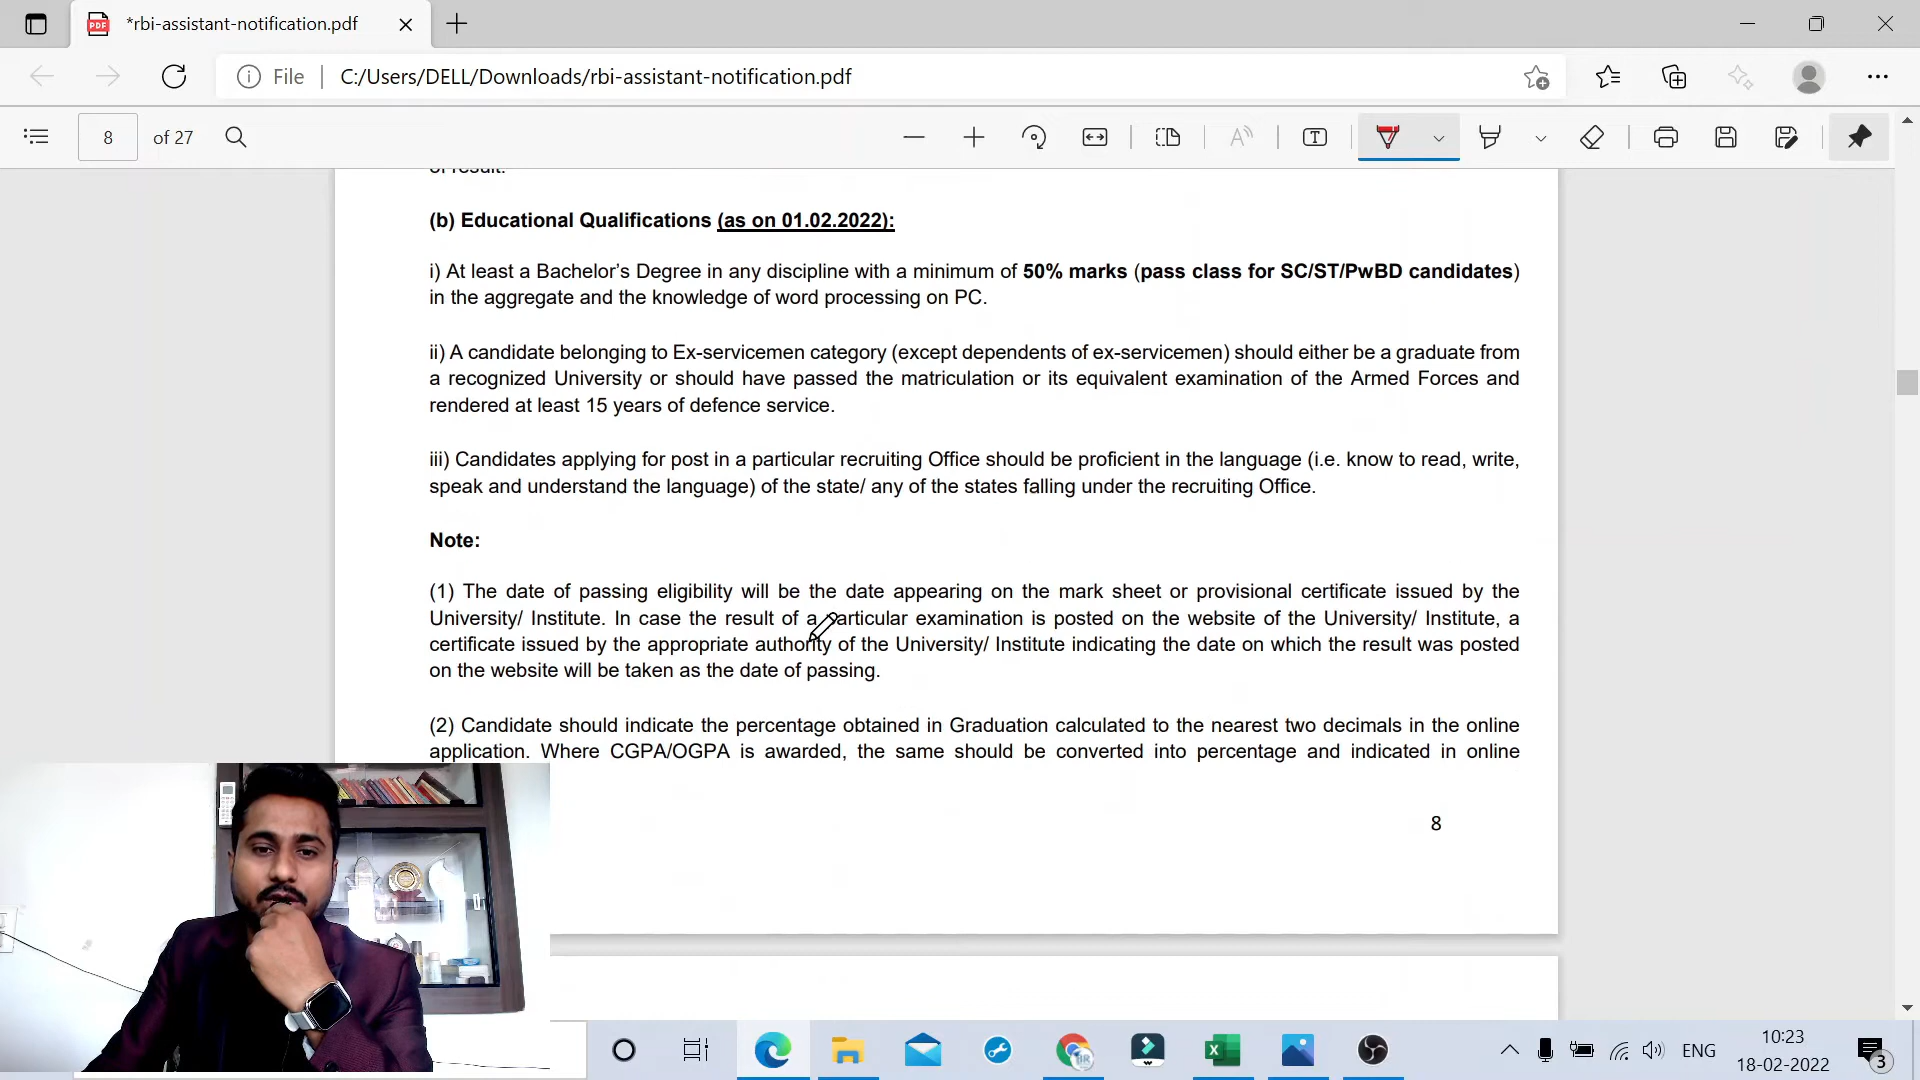 *rbi-assistant-notification.pdf
File
C:/Users/DELL/Downloads/rbi-assistant-notification.pdf
8
of 27
of result.
(b) Educational Qualifications (as on 01.02.2022):
i) At least a Bachelor’s Degree in any discipline with a minimum of 50% marks (pass class for SC/ST/PwBD candidates)
in the aggregate and the knowledge of word processing on PC.
ii) A candidate belonging to Ex-servicemen category (except dependents of ex-servicemen) should either be a graduate from
a recognized University or should have passed the matriculation or its equivalent examination of the Armed Forces and
rendered at least 15 years of defence service.
iii) Candidates applying for post in a particular recruiting Office should be proficient in the language (i.e. know to read, write,
speak and understand the language) of the state/ any of the states falling under the recruiting Office.
Note:
(1) The date of passing eligibility will be the date appearing on the mark sheet or provisional certificate issued by the
University/ Institute. In case the result of a particular examination is posted on the website of the University/ Institute, a
certificate issued by the appropriate authority of the University/ Institute indicating the date on which the result was posted
on the website will be taken as the date of passing.
(2) Candidate should indicate the percentage obtained in Graduation calculated to the nearest two decimals in the online
application. Where CGPA/OGPA is awarded, the same should be converted into percentage and indicated in online
8
ENG
10:23
18-02-2022
3